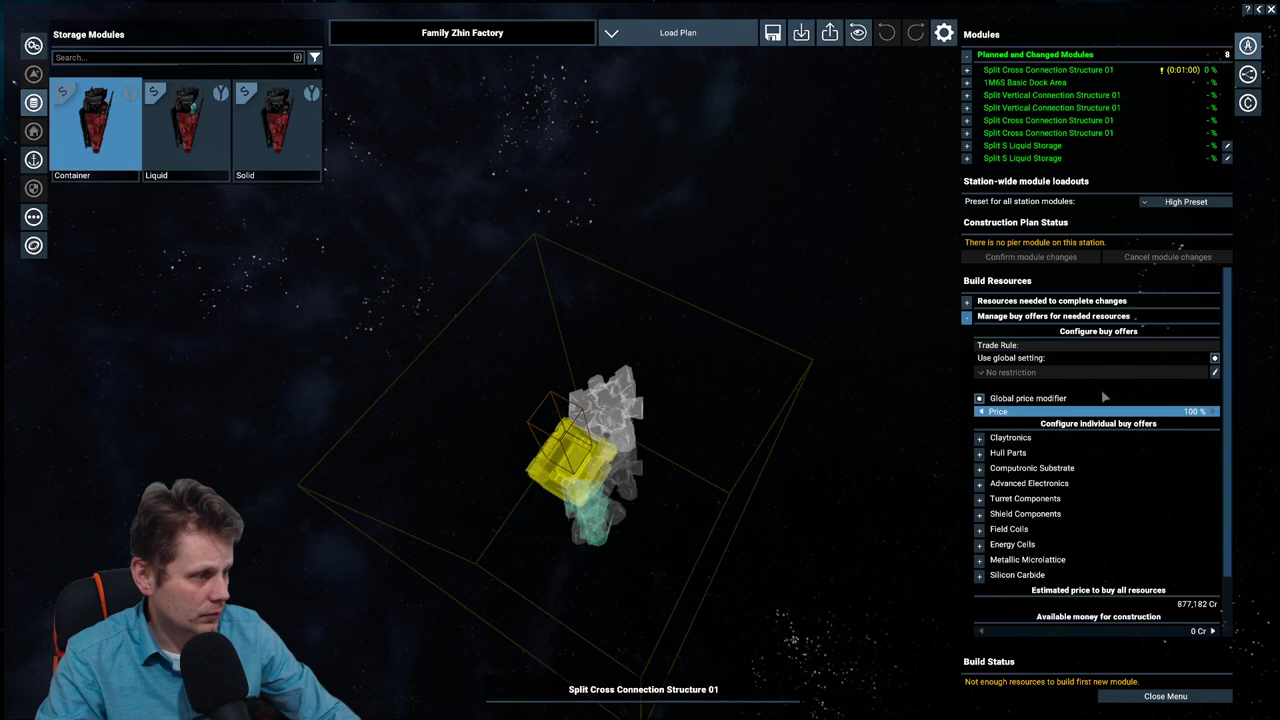 Storage Modules
Search...
Container
Liquid
Solid
Family Zhin Factory
Load Plan
Modules
Planned and Changed Modules 8
Split Cross Connection Structure 01 ! (0:01:00) 0 %
1M6S Basic Dock Area - %
Split Vertical Connection Structure 01 - %
Split Vertical Connection Structure 01 - %
Split Cross Connection Structure 01 - %
Split Cross Connection Structure 01 - %
Split S Liquid Storage - %
Split S Liquid Storage - %
Station-wide module loadouts
Preset for all station modules: High Preset
Construction Plan Status
There is no pier module on this station.
Confirm module changes Cancel module changes
Build Resources
Resources needed to complete changes
Manage buy offers for needed resources
Configure buy offers
Trade Rule:
Use global setting:
No restriction
Global price modifier
Price 100 %
Configure individual buy offers
Claytronics
Hull Parts
Computronic Substrate
Advanced Electronics
Turret Components
Shield Components
Field Coils
Energy Cells
Metallic Microlattice
Silicon Carbide
Estimated price to buy all resources
877,182 Cr
Available money for construction
0 Cr
Build Status
Not enough resources to build first new module.
Close Menu
Split Cross Connection Structure 01